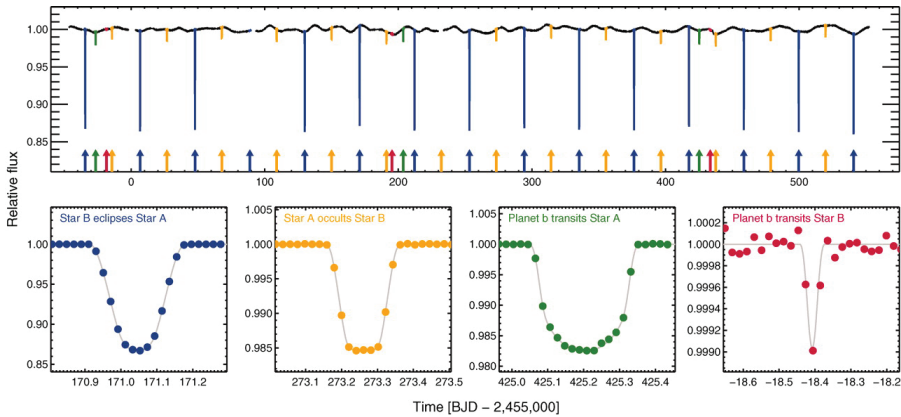 1.00
0.95
0.90
0.85
0 100 200 300 400 500
Relative flux
Star B eclipses Star A
1.00
0.95
0.90
0.85
170.9 171.0 171.1 171.2
Star A occults Star B
1.005
1.000
0.995
0.990
0.985
273.1 273.2 273.3 273.4 273.5
Planet b transits Star A
1.005
1.000
0.995
0.990
0.985
0.980
425.0 425.1 425.2 425.3 425.4
Planet b transits Star B
1.0002
1.0000
0.9998
0.9996
0.9994
0.9992
0.9990
−18.6 −18.5 −18.4 −18.3 −18.2
Time [BJD − 2,455,000]